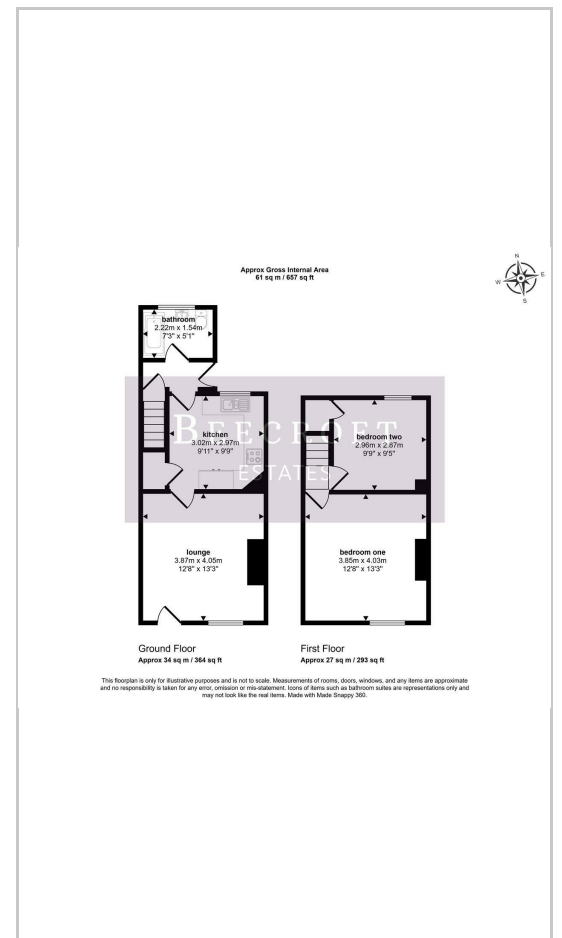 Approx Gross Internal Area
61 sq m / 657 sq ft
N
W
E
S
bathroom
2.22m x 1.54m
7'3" x 5'1"
BEECROFT
ESTATES
kitchen
3.02m x 2.97m
9'11" x 9'9"
bedroom two
2.96m x 2.87m
9'9" x 9'5"
lounge
3.87m x 4.05m
12'8" x 13'3"
bedroom one
3.85m x 4.03m
12'8" x 13'3"
Ground Floor
Approx 34 sq m / 364 sq ft
First Floor
Approx 27 sq m / 293 sq ft
This floorplan is only for illustrative purposes and is not to scale. Measurements of rooms, doors, windows, and any items are approximate
and no responsibility is taken for any error, omission or mis-statement. Icons of items such as bathroom suites are representations only and
may not look like the real items. Made with Made Snappy 360.